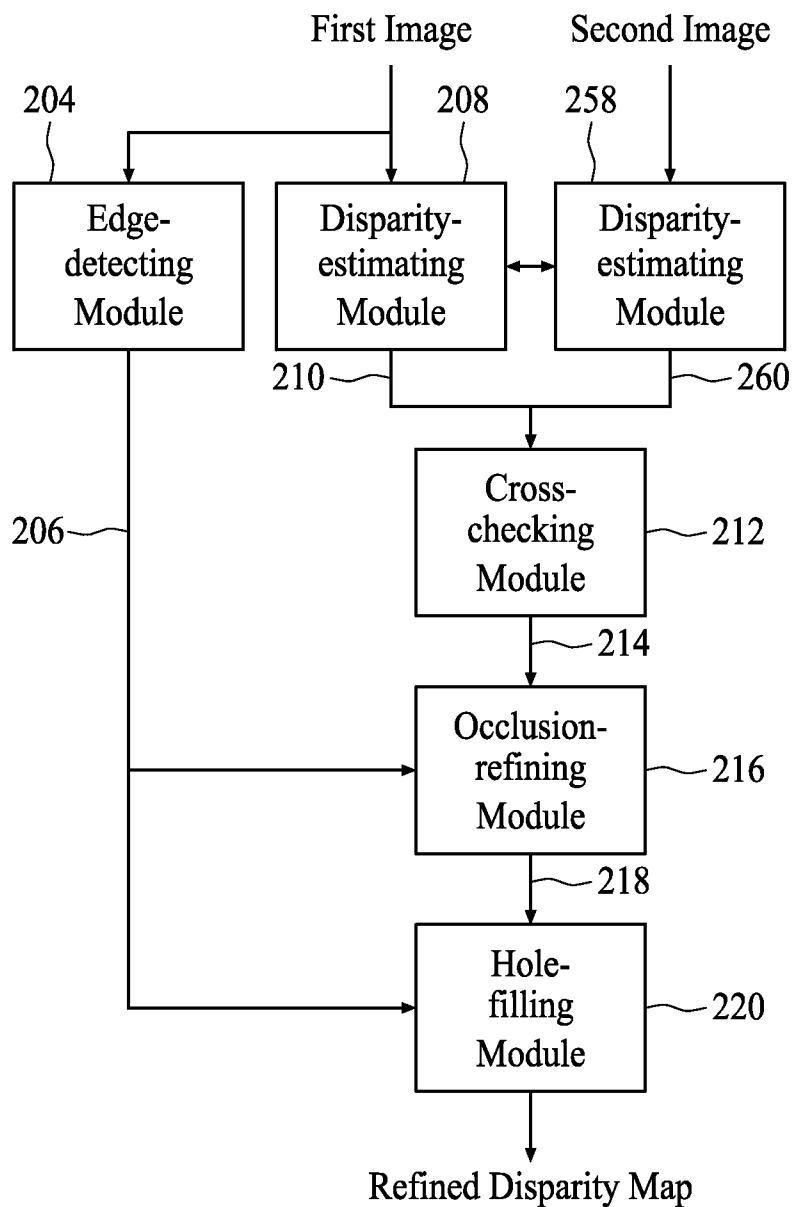 First Image
Second Image
204
208
258
Edge-
detecting
Module
Disparity-
estimating
Module
Disparity-
estimating
Module
210
260
Cross-
checking
Module
206
212
214
Occlusion-
refining
Module
216
218
Hole-
filling
Module
220
Refined Disparity Map